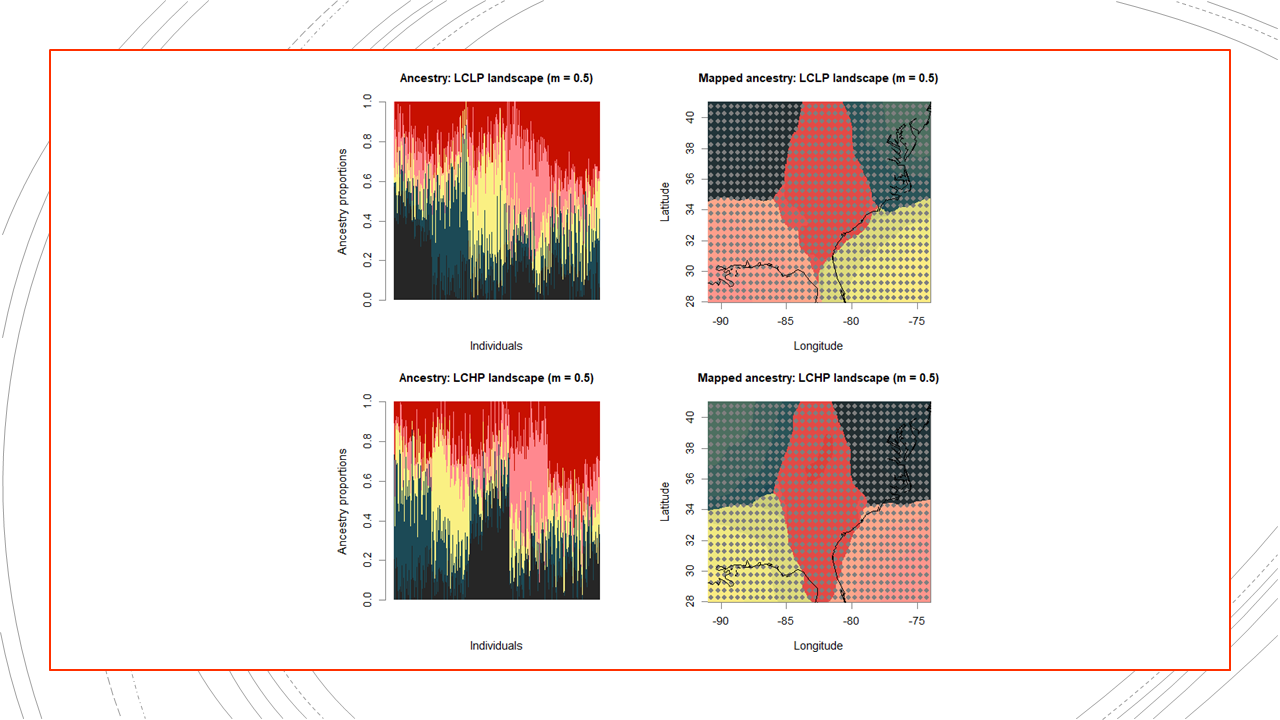 Ancestry: LCLP landscape (m = 0.5)
Ancestry proportions
1.0
0.8
0.6
0.4
0.2
0.0
Individuals
Mapped ancestry: LCLP landscape (m = 0.5)
Latitude
40
38
36
34
32
30
28
-90 -85 -80 -75
Longitude
Ancestry: LCHP landscape (m = 0.5)
Ancestry proportions
1.0
0.8
0.6
0.4
0.2
0.0
Individuals
Mapped ancestry: LCHP landscape (m = 0.5)
Latitude
40
38
36
34
32
30
28
-90 -85 -80 -75
Longitude